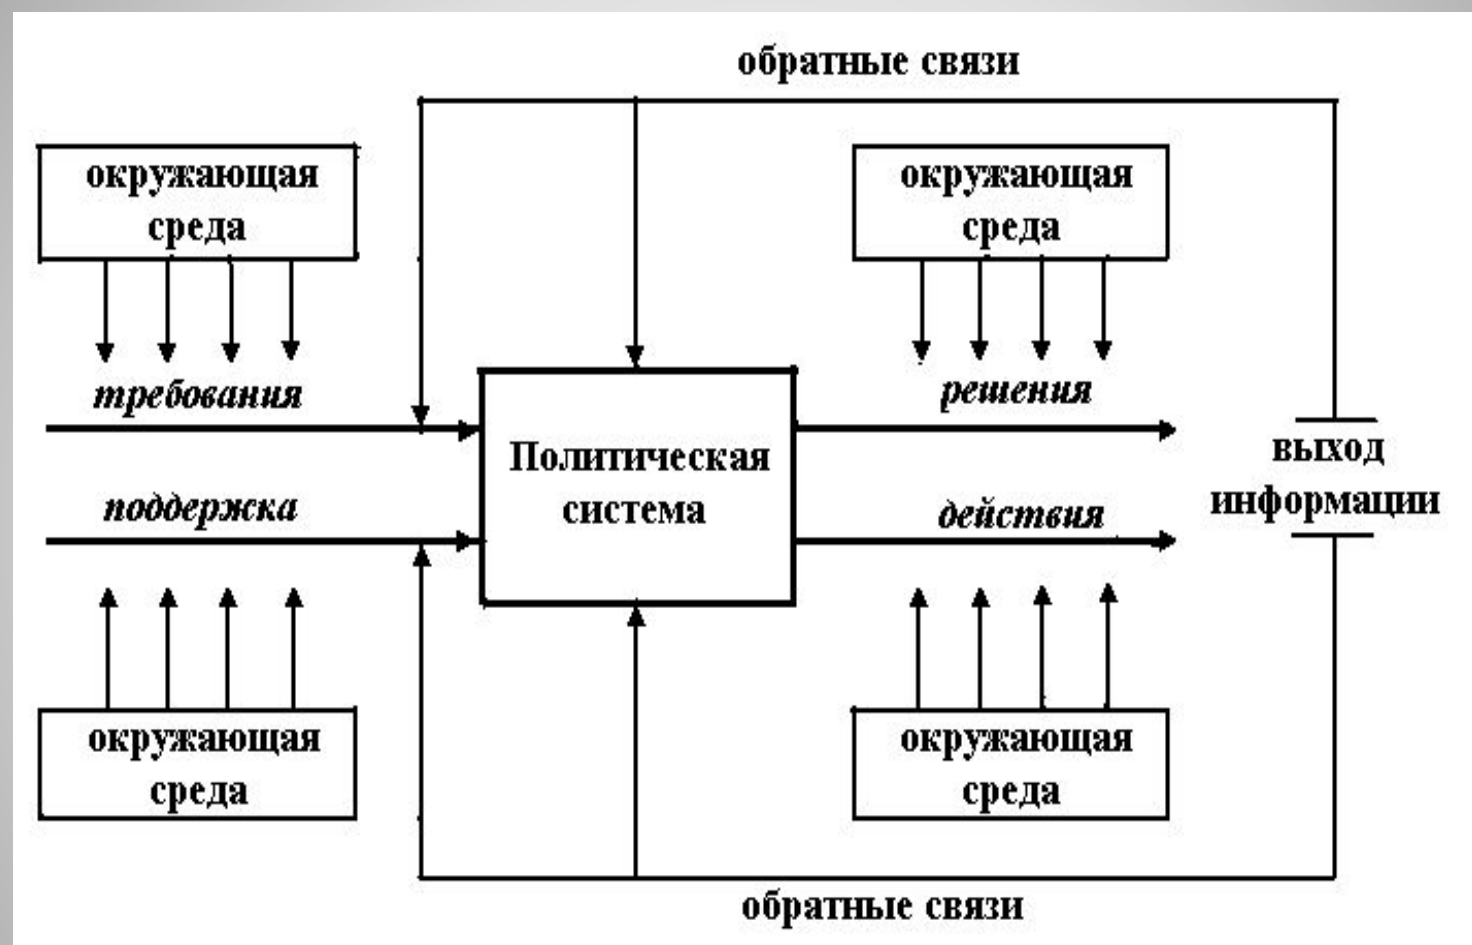 обратные связи
окружающая
среда
окружающая
среда
требования
решения
Политическая
система
выход
информации
поддержка
действия
окружающая
среда
окружающая
среда
обратные связи